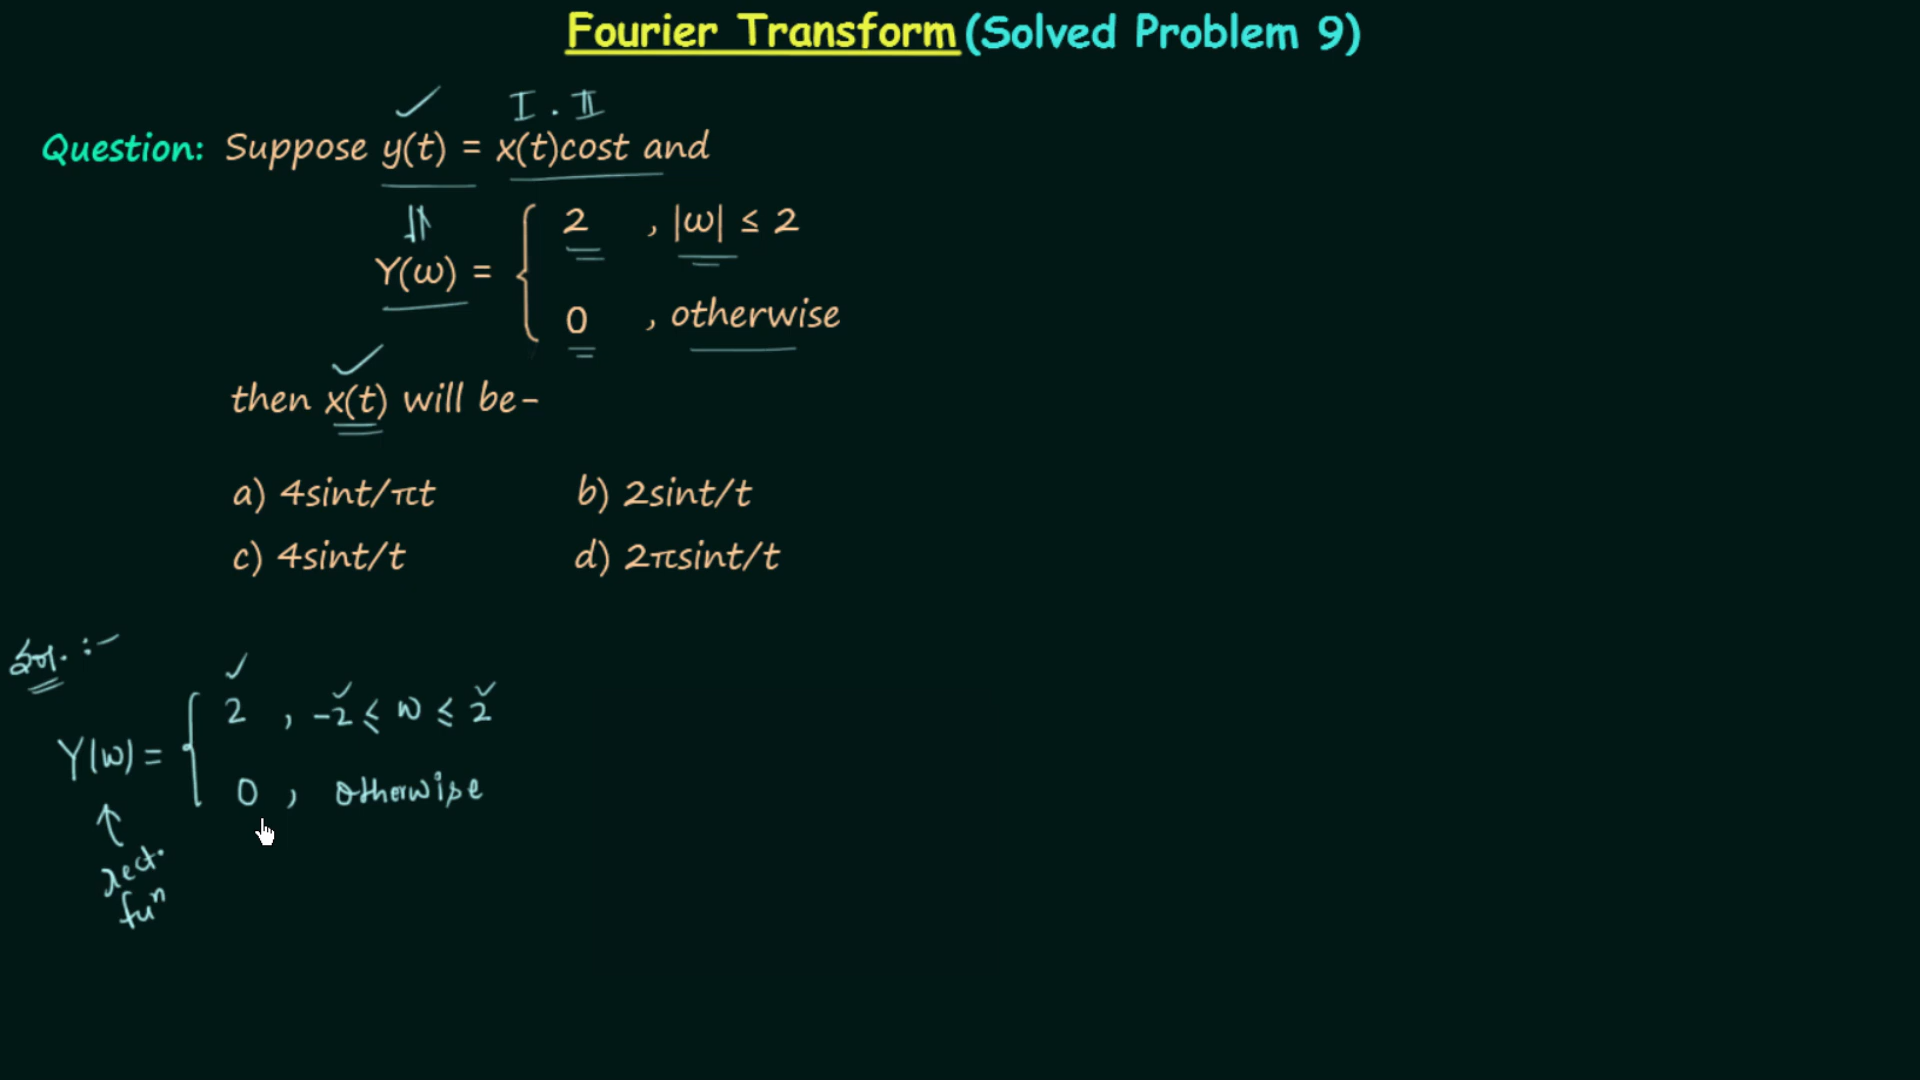 Fourier Transform (Solved Problem 9)
I . II
Question: Suppose y(t) = x(t)cost and
2 , |ω| ≤ 2
Y(ω) =
0 , otherwise
then x(t) will be-
a) 4sint/πt b) 2sint/t
c) 4sint/t d) 2πsint/t
Sol. :-
2 , -2 ≤ ω ≤ 2
Y(ω) =
0 , otherwise
rect.
fuⁿ